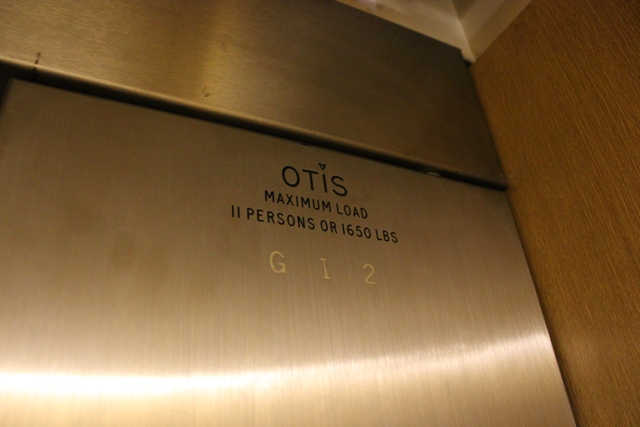 OTIS
MAXIMUM LOAD
11 PERSONS OR 1650 LBS
G 1 2